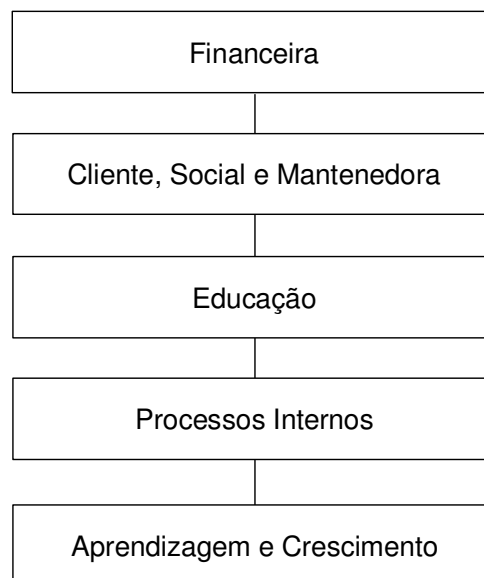 Financeira
Cliente, Social e Mantenedora
Educação
Processos Internos
Aprendizagem e Crescimento